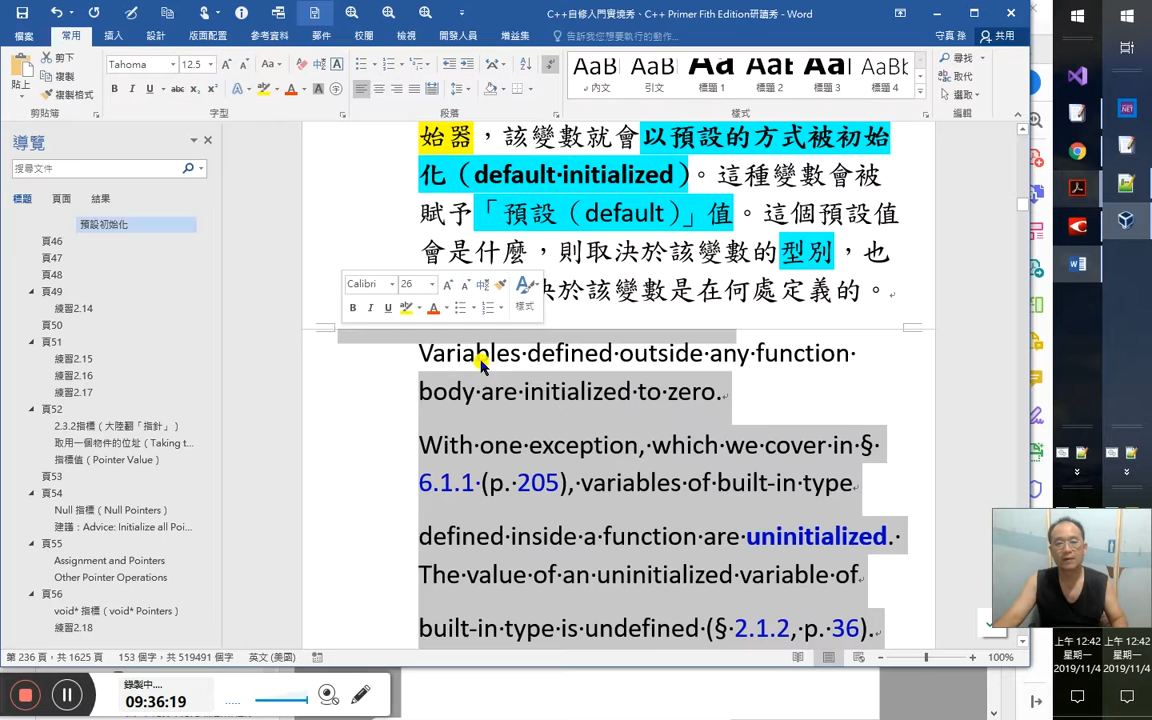 C++自修入門實境秀、C++ Primer Fith Edition研讀秀 - Word
檔案
常用
插入
設計
版面配置
參考資料
郵件
校閱
檢視
開發人員
增益集
告訴我您想要執行的動作...
守真 孫
共用
貼上
剪下
複製
複製格式
剪貼簿
Tahoma
12.5
字型
段落
AaB AaB Aa AaB AaB AaBb
內文
引文
標題 1
標題 2
標題 3
標題 4
樣式
尋找
取代
選取
編輯
導覽
搜尋文件
標題
頁面
結果
預設初始化
頁46
頁47
頁48
頁49
練習2.14
頁50
頁51
練習2.15
練習2.16
練習2.17
頁52
2.3.2指標(大陸翻「指針」)
取用一個物件的位址(Taking t...
指標值(Pointer Value)
頁53
頁54
Null 指標(Null Pointers)
建議:Advice: Initialize all Poi...
頁55
Assignment and Pointers
Other Pointer Operations
頁56
void* 指標(void* Pointers)
練習2.18
始器,該變數就會以預設的方式被初始
化(default·initialized)。這種變數會被
賦予「預設(default)」值。這個預設值
會是什麼,則取決於該變數的型別,也
決於該變數是在何處定義的。
Calibri
26
樣式
Variables·defined·outside·any·function·
body·are·initialized·to·zero.
With·one·exception,·which·we·cover·in·§·
6.1.1·(p.·205),·variables·of·built-in·type
defined·inside·a·function·are·uninitialized.·
The·value·of·an·uninitialized·variable·of
built-in·type·is·undefined·(§·2.1.2,·p.·36).
第 236 頁,共 1625 頁
153 個字,共 519491 個字
英文 (美國)
100%
錄製中...
09:36:19
上午 12:42
星期一
2019/11/4
上午 12:42
星期一
2019/11/4